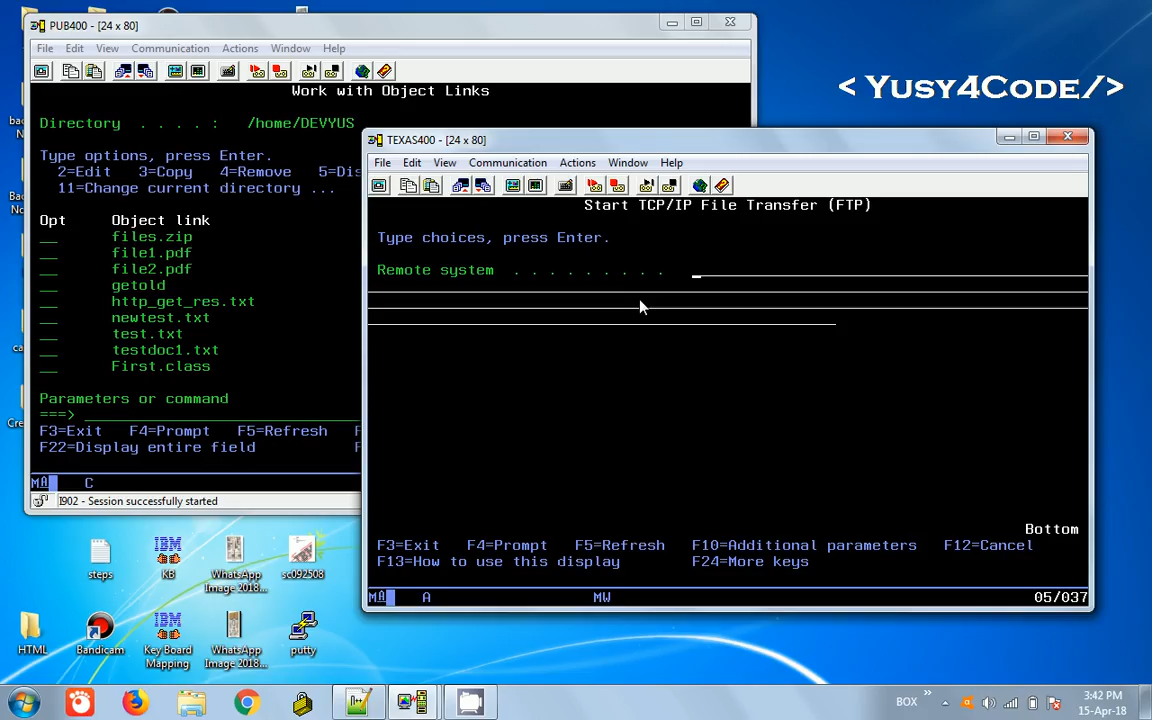 PUB400 - [24 x 80]
File Edit View Communication Actions Window Help
Work with Object Links
Directory . . . . : /home/DEVYUS
Type options, press Enter.
2=Edit 3=Copy 4=Remove 5=Dis
11=Change current directory ...
Opt Object link
files.zip
file1.pdf
file2.pdf
getold
http_get_res.txt
newtest.txt
test.txt
testdoc1.txt
First.class
Parameters or command
===>
F3=Exit F4=Prompt F5=Refresh F
F22=Display entire field F
MA C
I902 - Session successfully started
< Yusy4Code/>
TEXAS400 - [24 x 80]
File Edit View Communication Actions Window Help
Start TCP/IP File Transfer (FTP)
Type choices, press Enter.
Remote system . . . . . . . . .
Bottom
F3=Exit F4=Prompt F5=Refresh F10=Additional parameters F12=Cancel
F13=How to use this display F24=More keys
MA A MW 05/037
steps
KB
WhatsApp
Image 2018...
sc092508
HTML
Bandicam
Key Board
Mapping
WhatsApp
Image 2018...
putty
BOX
3:42 PM
15-Apr-18